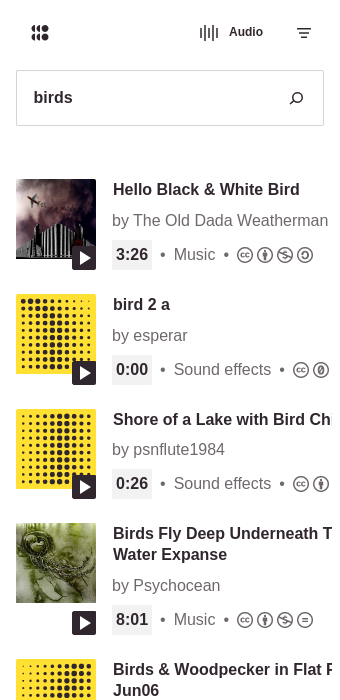 Audio
birds
Hello Black & White Bird
by The Old Dada Weatherman
3:26 • Music •
bird 2 a
by esperar
0:00 • Sound effects •
Shore of a Lake with Bird
by psnflute1984
0:26 • Sound effects •
Birds Fly Deep Underneath
Water Expanse
by Psychocean
8:01 • Music •
Birds & Woodpecker in Flat
Jun06